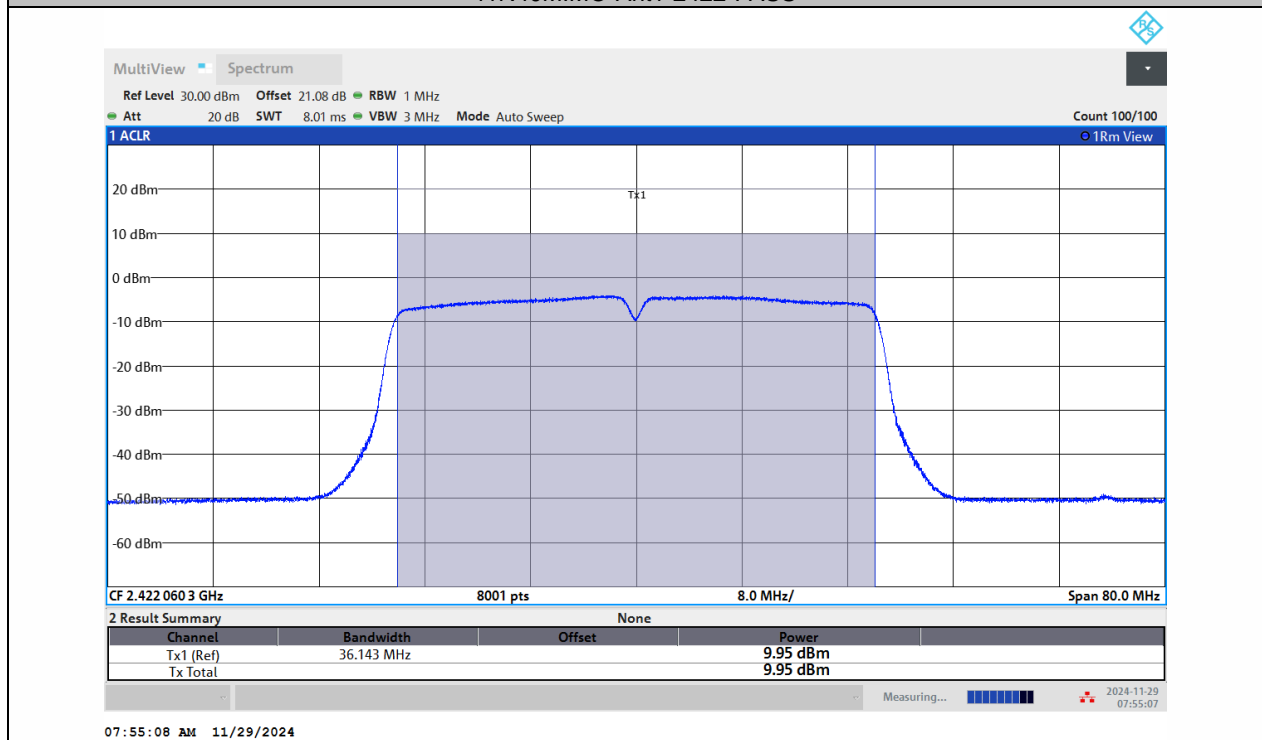 MultiView Spectrum
Ref Level 30.00 dBm Offset 21.08 dB RBW 1 MHz
Att 20 dB SWT 8.01 ms VBW 3 MHz Mode Auto Sweep Count 100/100
1 ACLR 1Rm View
20 dBm
Tx1
10 dBm
0 dBm
-10 dBm
-20 dBm
-30 dBm
-40 dBm
-50 dBm
-60 dBm
CF 2.422 060 3 GHz 8001 pts 8.0 MHz/ Span 80.0 MHz
2 Result Summary None
Channel Bandwidth Offset Power
Tx1 (Ref) 36.143 MHz 9.95 dBm
Tx Total 9.95 dBm
Measuring... 2024-11-29
07:55:07
07:55:08 AM 11/29/2024